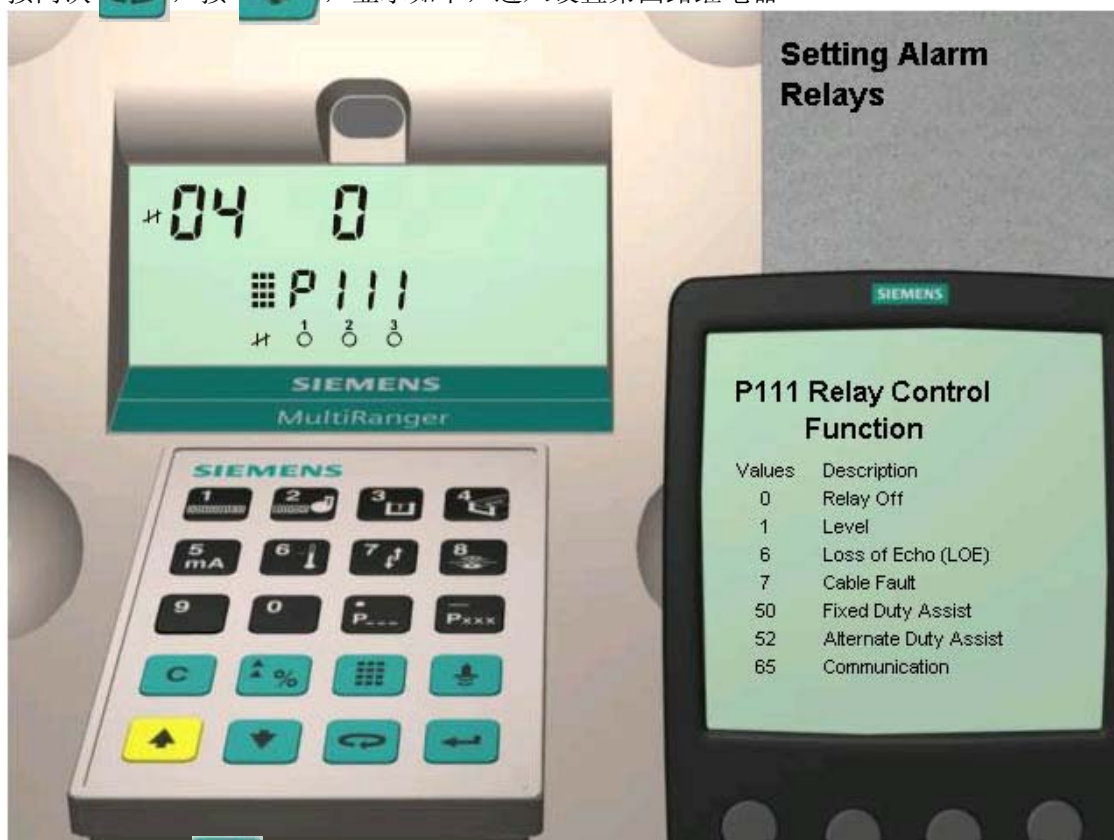 Setting Alarm
Relays
04 0
P111
1 2 3
SIEMENS
MultiRanger
SIEMENS
1 2 3 4
5 mA 6 7 8
9 0 P--- Pxxx
C %
SIEMENS
P111 Relay Control
Function
Values Description
0 Relay Off
1 Level
6 Loss of Echo (LOE)
7 Cable Fault
50 Fixed Duty Assist
52 Alternate Duty Assist
65 Communication